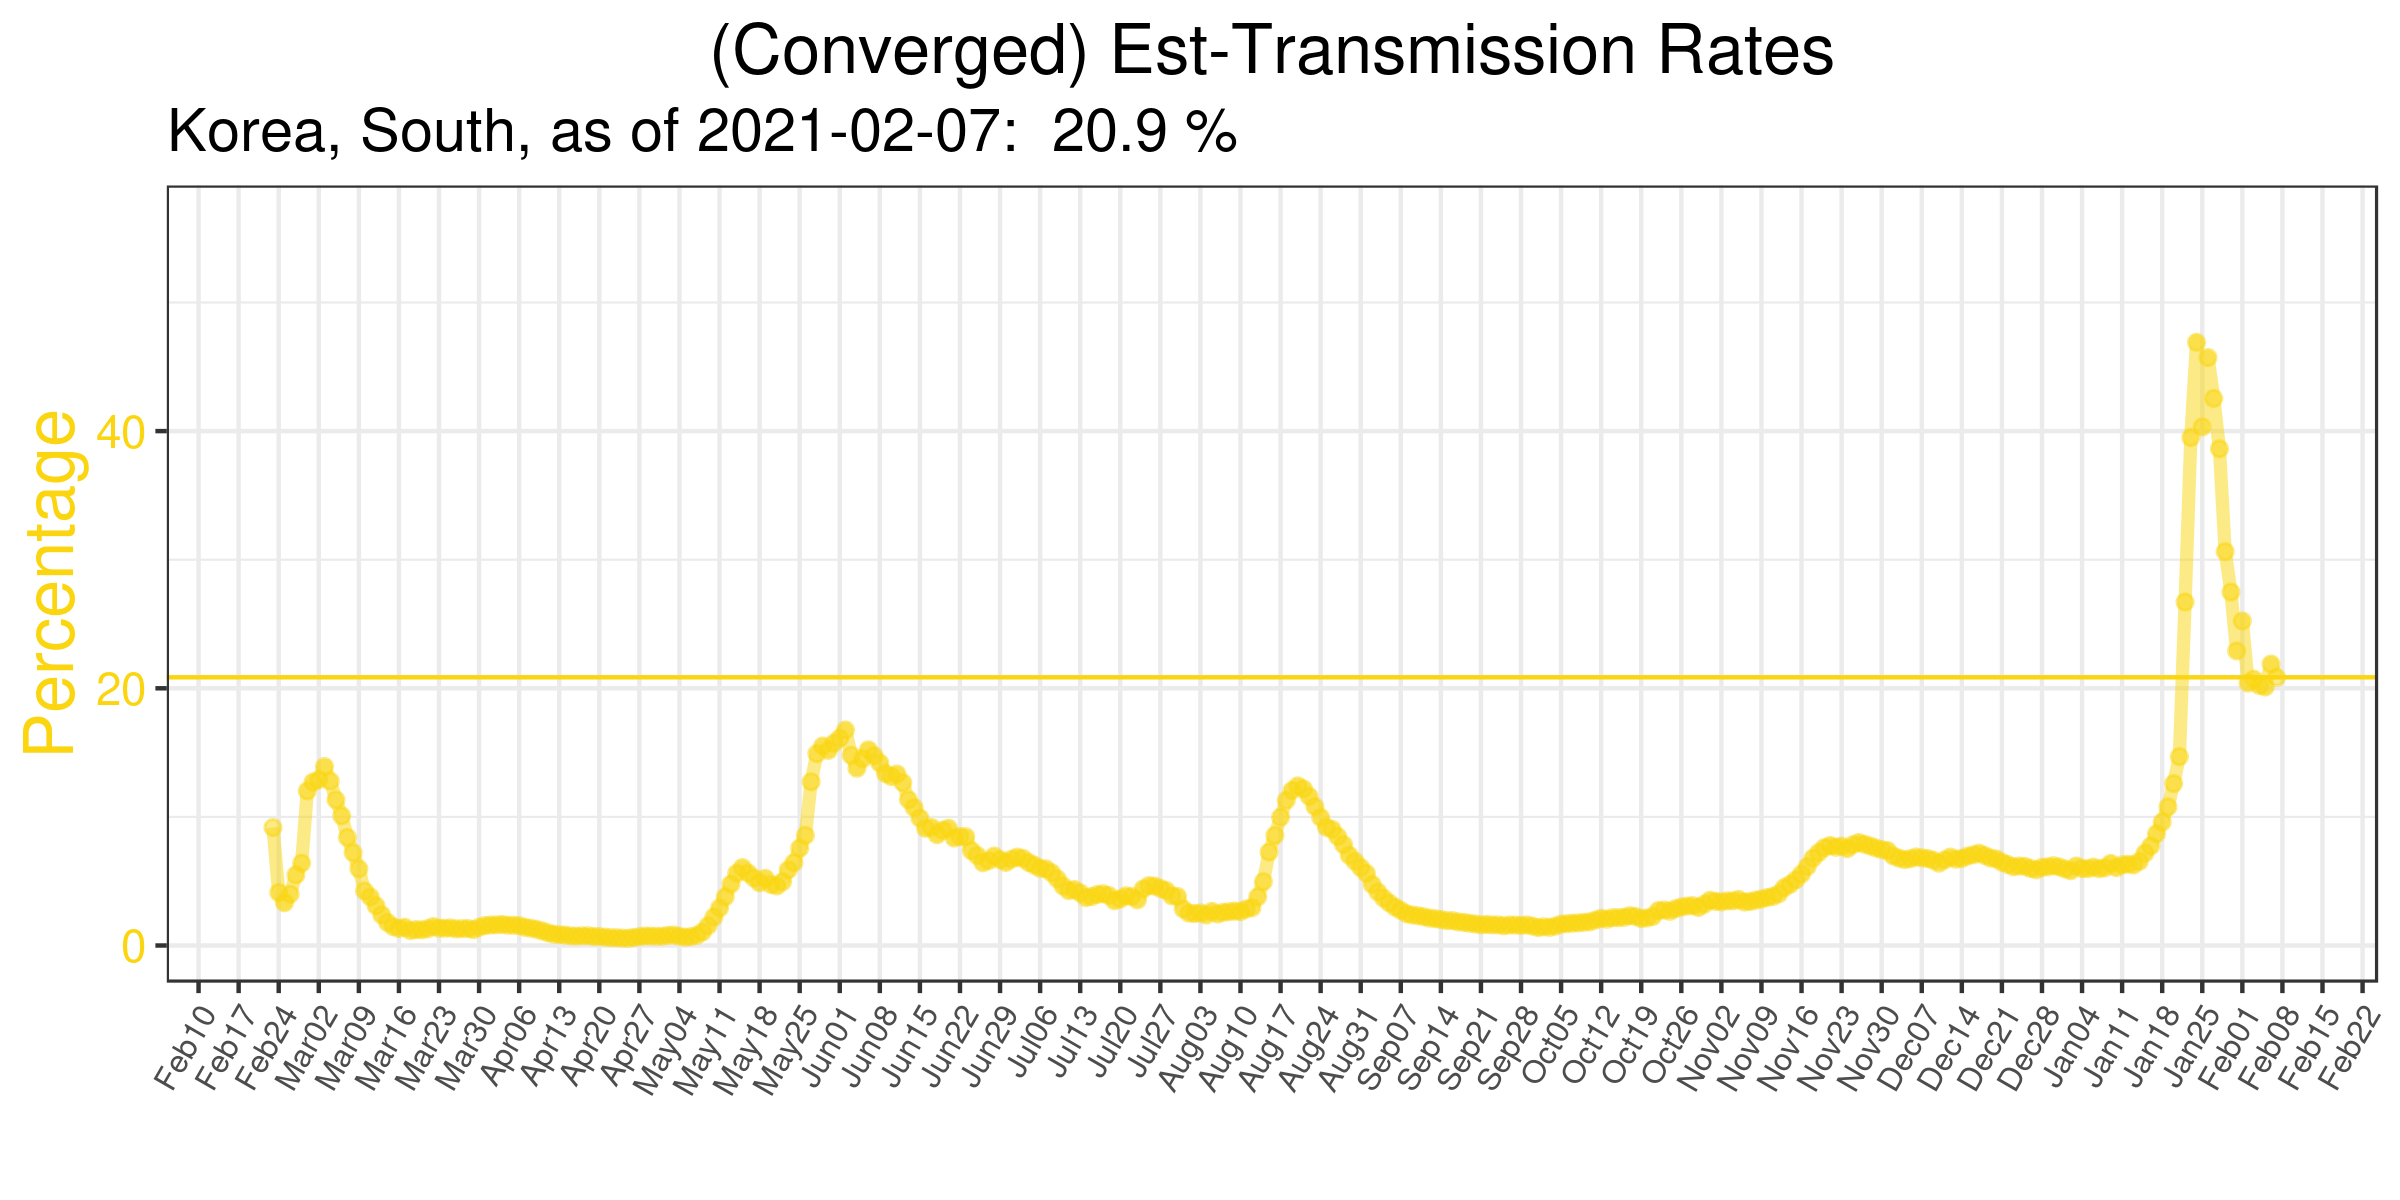 (Converged) Est-Transmission Rates
Korea, South, as of 2021-02-07:  20.9 %
Percentage
40
20
0
Feb10
Feb17
Feb24
Mar02
Mar09
Mar16
Mar23
Mar30
Apr06
Apr13
Apr20
Apr27
May04
May11
May18
May25
Jun01
Jun08
Jun15
Jun22
Jun29
Jul06
Jul13
Jul20
Jul27
Aug03
Aug10
Aug17
Aug24
Aug31
Sep07
Sep14
Sep21
Sep28
Oct05
Oct12
Oct19
Oct26
Nov02
Nov09
Nov16
Nov23
Nov30
Dec07
Dec14
Dec21
Dec28
Jan04
Jan11
Jan18
Jan25
Feb01
Feb08
Feb15
Feb22